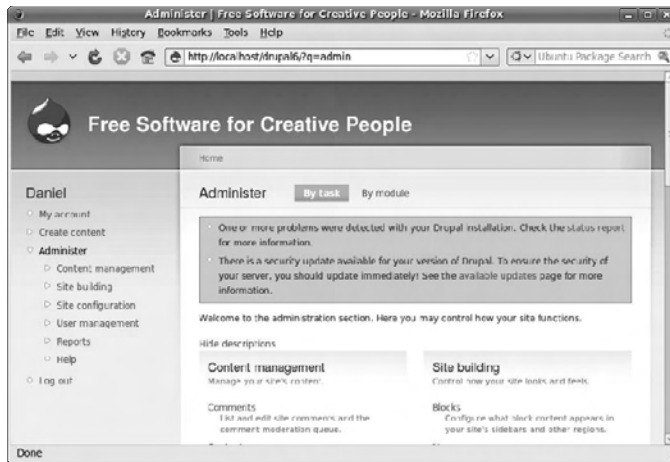 Administer | Free Software for Creative People - Mozilla Firefox
File Edit View History Bookmarks Tools Help
http://localhost/drupal6/?q=admin
Ubuntu Package Search
Free Software for Creative People
Home
Daniel
My account
Create content
Administer
Content management
Site building
Site configuration
User management
Reports
Help
Log out
Administer By task By module
One or more problems were detected with your Drupal installation. Check the status report
for more information.
There is a security update available for your version of Drupal. To ensure the security of
your server, you should update immediately! See the available updates page for more
information.
Welcome to the administration section. Here you may control how your site functions.
Hide descriptions
Content management
Manage your site's content.
Comments
List and edit site comments and the
comment moderation queue.
Site building
Control how your site looks and feels.
Blocks
Configure what block content appears in
your site's sidebars and other regions.
Done